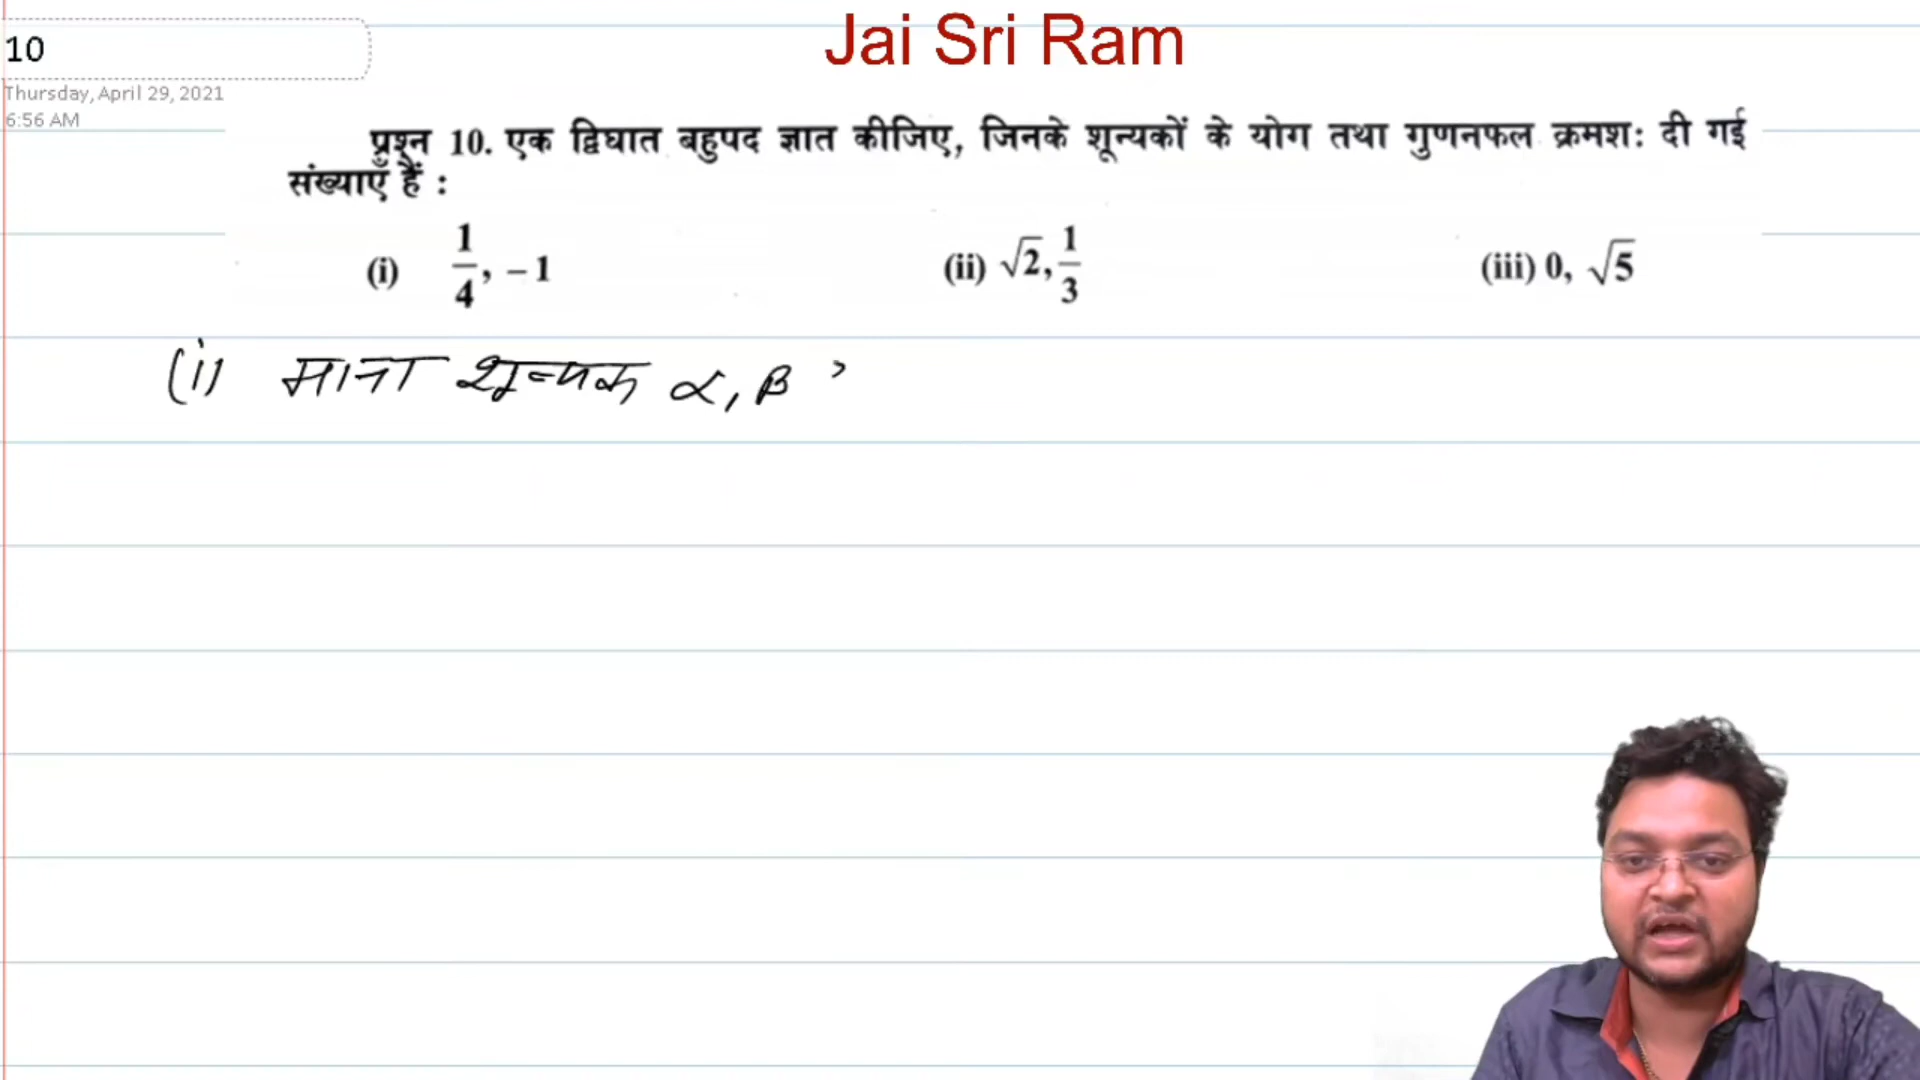 Jai Sri Ram
10
Thursday, April 29, 2021
6:56 AM
प्रश्न 10. एक द्विघात बहुपद ज्ञात कीजिए, जिनके शून्यकों के योग तथा गुणनफल क्रमशः दी गई
संख्याएँ हैं :
(i) 1/4, – 1 (ii) √2, 1/3 (iii) 0, √5
(i) माना शून्यक α, β